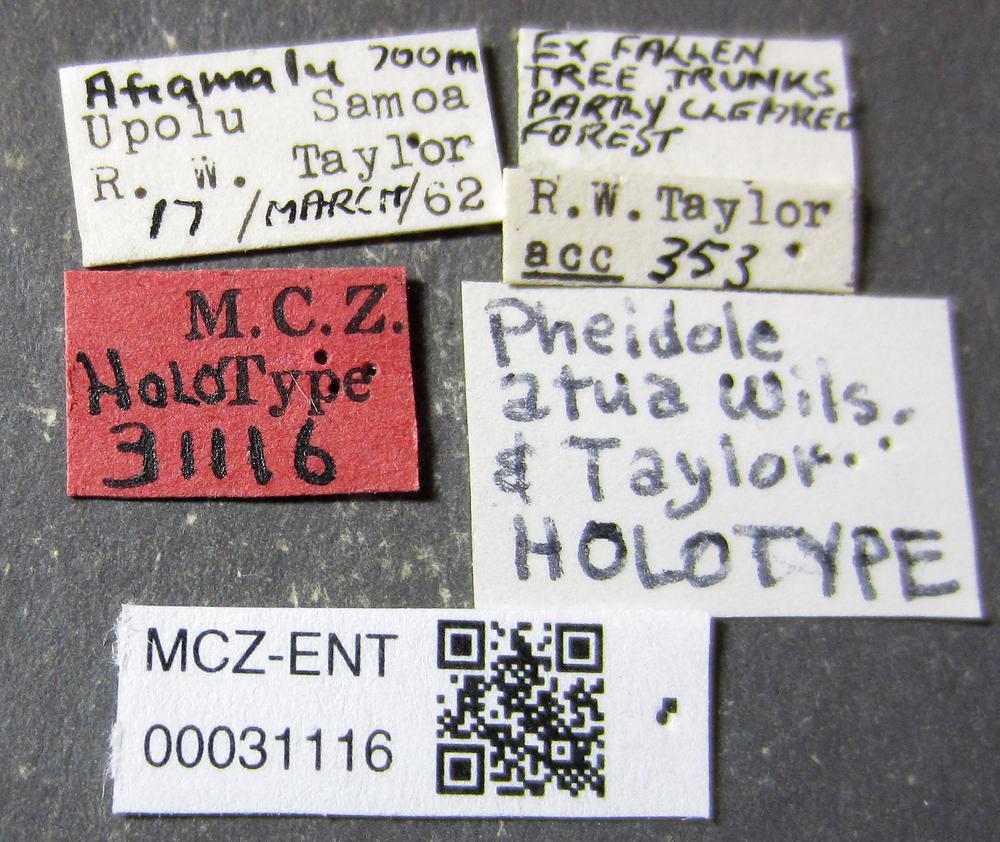 Afiamalu 700m
Upolu Samoa
R. W. Taylor
17 /MARCH/62
EX FALLEN
TREE TRUNKS
PARTLY CLEARED
FOREST
R.W. Taylor
acc 353
M.C.Z.
HoloType
31116
Pheidole
atua Wils.
& Taylor
HOLOTYPE
MCZ-ENT
00031116